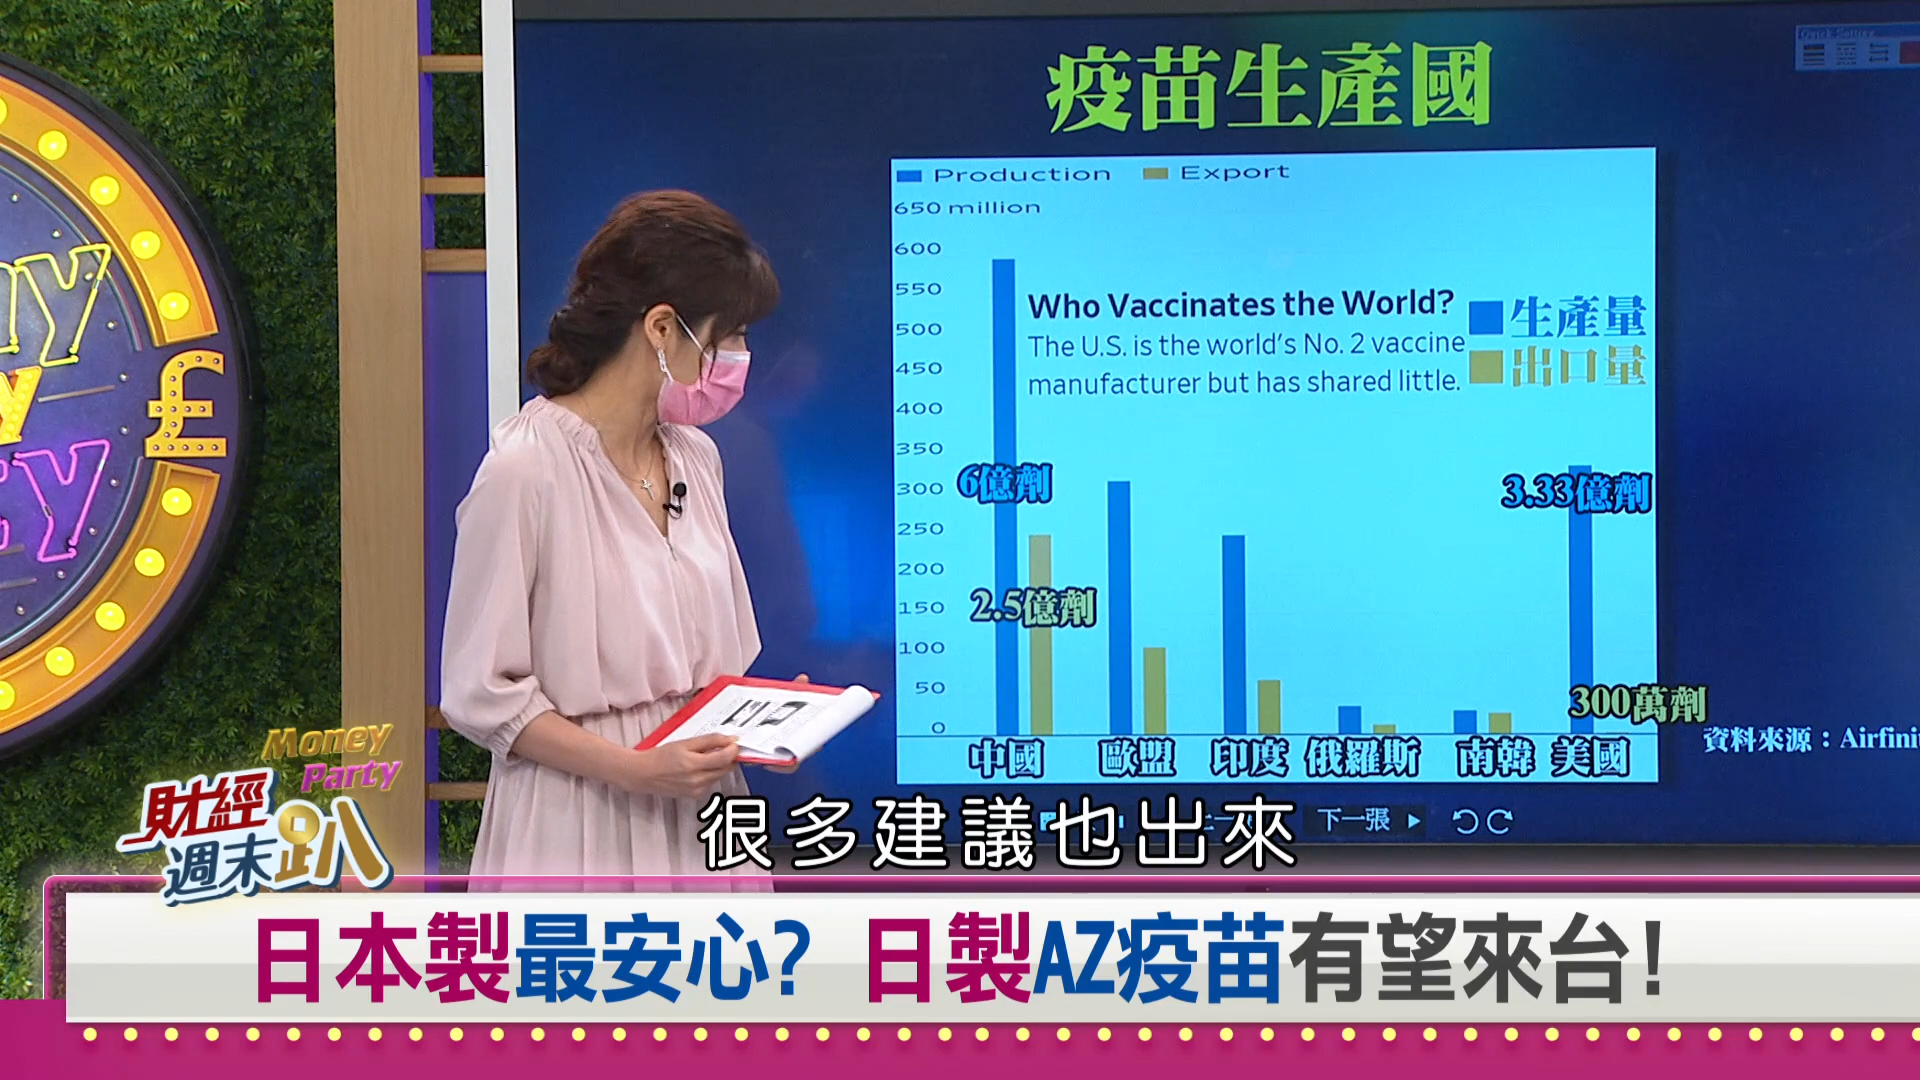 疫苗生產國
Production Export
650 million
600
550
500
450
400
350
300
250
200
150
100
50
0
Who Vaccinates the World?
The U.S. is the world's No. 2 vaccine
manufacturer but has shared little.
生產量
出口量
6億劑
2.5億劑
3.33億劑
300萬劑
中國 歐盟 印度 俄羅斯 南韓 美國
資料來源：Airfini
下一張
£
Money
Party
財經
週末趴
很多建議也出來
日本製最安心? 日製AZ疫苗有望來台!